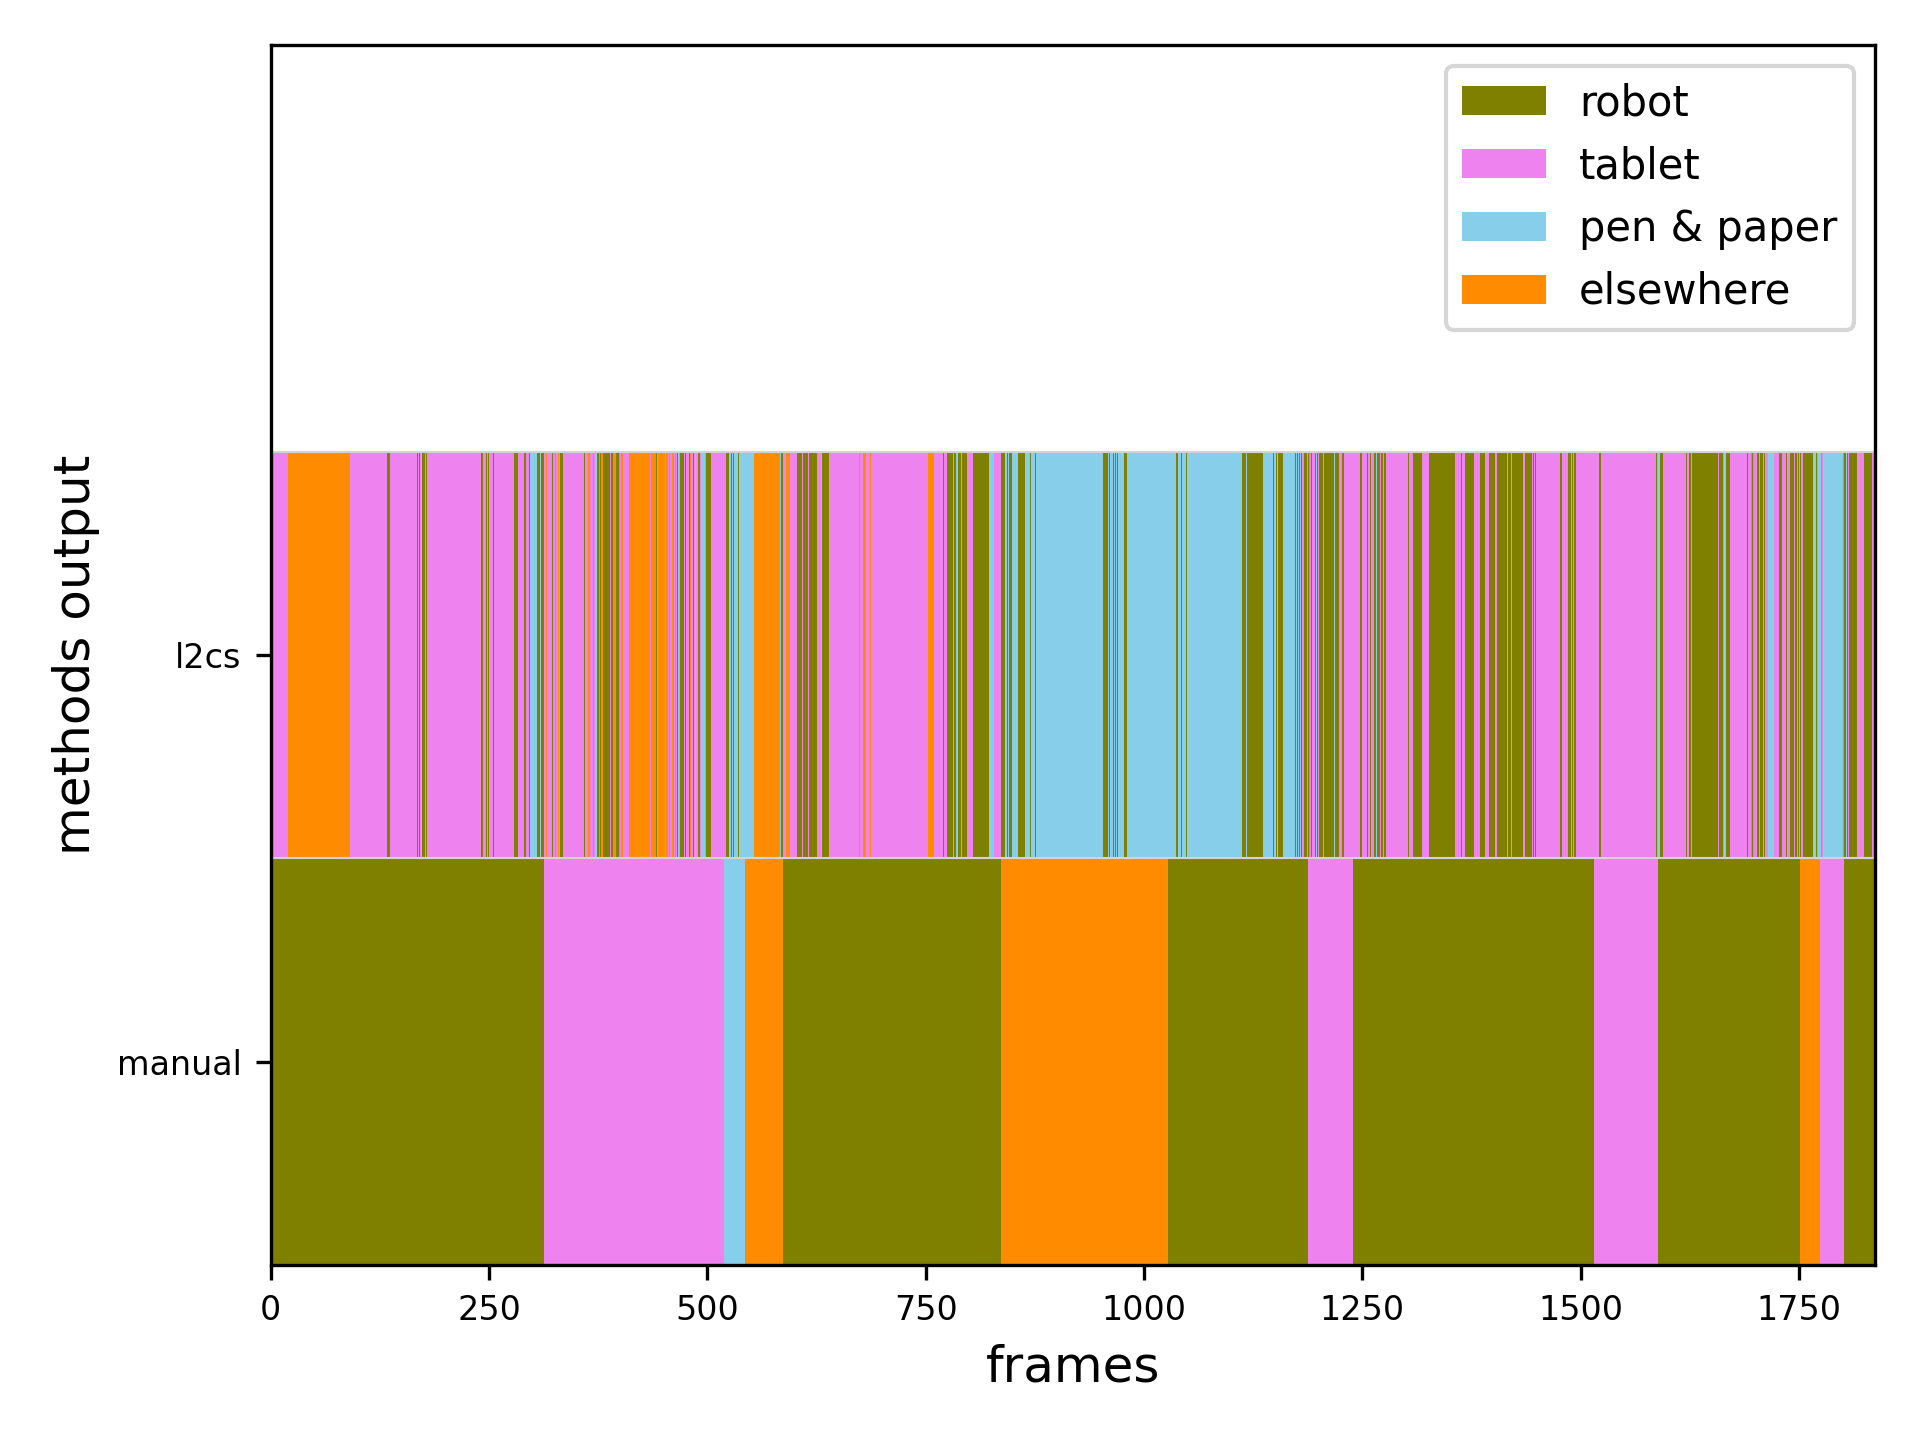 robot
tablet
pen & paper
elsewhere
methods output
l2cs
manual
0 250 500 750 1000 1250 1500 1750
frames